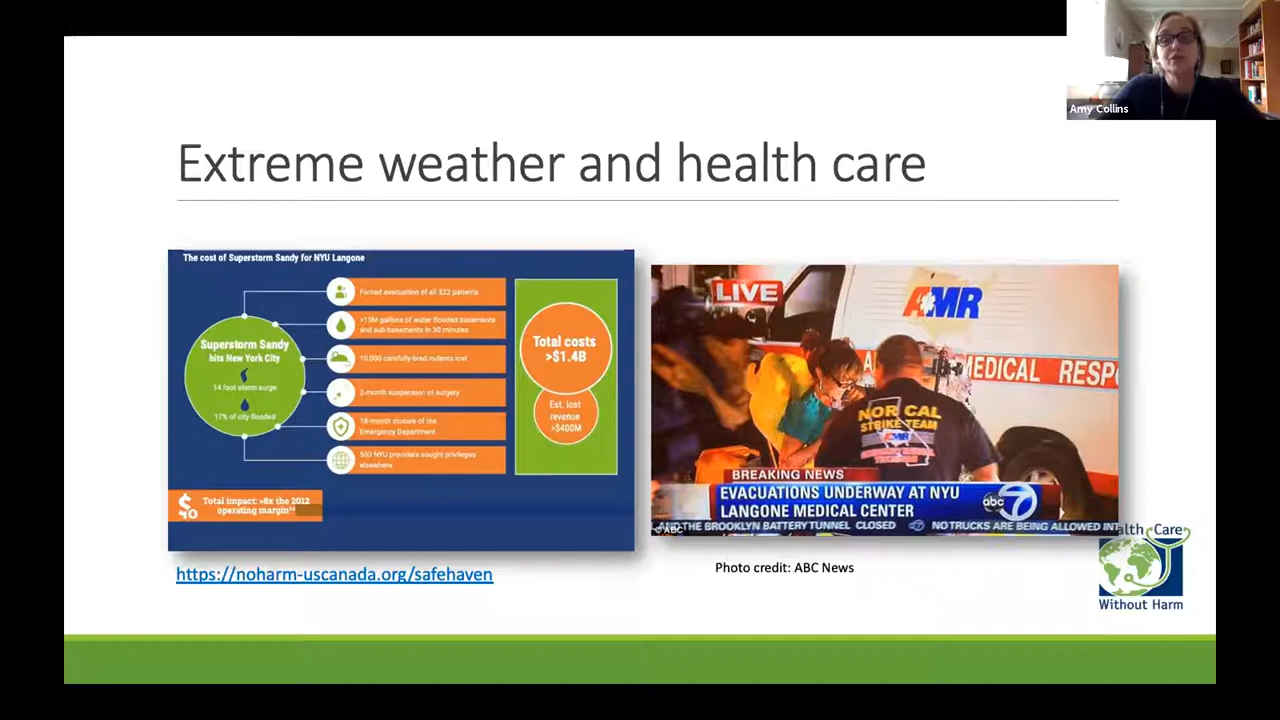 Amy Collins
Extreme weather and health care
The cost of Superstorm Sandy for NYU Langone
Superstorm Sandy
hits New York City
14 foot storm surge
17% of city flooded
Forced evacuation of all 322 patients
>15M gallons of water flooded basements
and sub-basements in 30 minutes
10,000 carefully-bred rodents lost
2-month suspension of surgery
18-month closure of the
Emergency Department
500 NYU providers sought privileges
elsewhere
Total costs
>$1.4B
Est. lost
revenue
>$400M
Total impact: >8x the 2012
operating margin
https://noharm-uscanada.org/safehaven
LIVE
AMR
MEDICAL RESP
NOR CAL
STRIKE TEAM
AMR
BREAKING NEWS
EVACUATIONS UNDERWAY AT NYU
LANGONE MEDICAL CENTER
abc 7
AND THE BROOKLYN BATTERY TUNNEL CLOSED
NO TRUCKS ARE BEING ALLOWED INT
© ABC
Photo credit: ABC News
alth Care
Without Harm